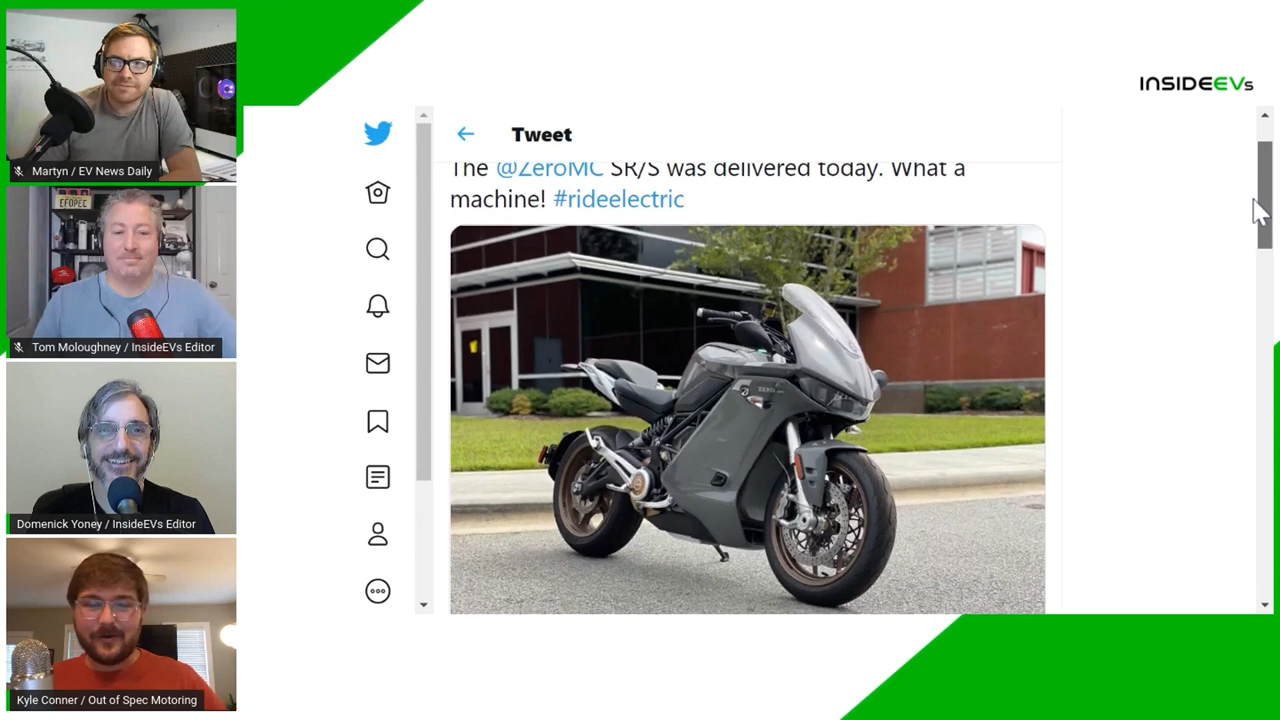 Martyn / EV News Daily
EFOPEC
Tom Moloughney / InsideEVs Editor
Domenick Yoney / InsideEVs Editor
Kyle Conner / Out of Spec Motoring
INSIDEEVs
Tweet
The @ZeroMC SR/S was delivered today. What a
machine! #rideelectric